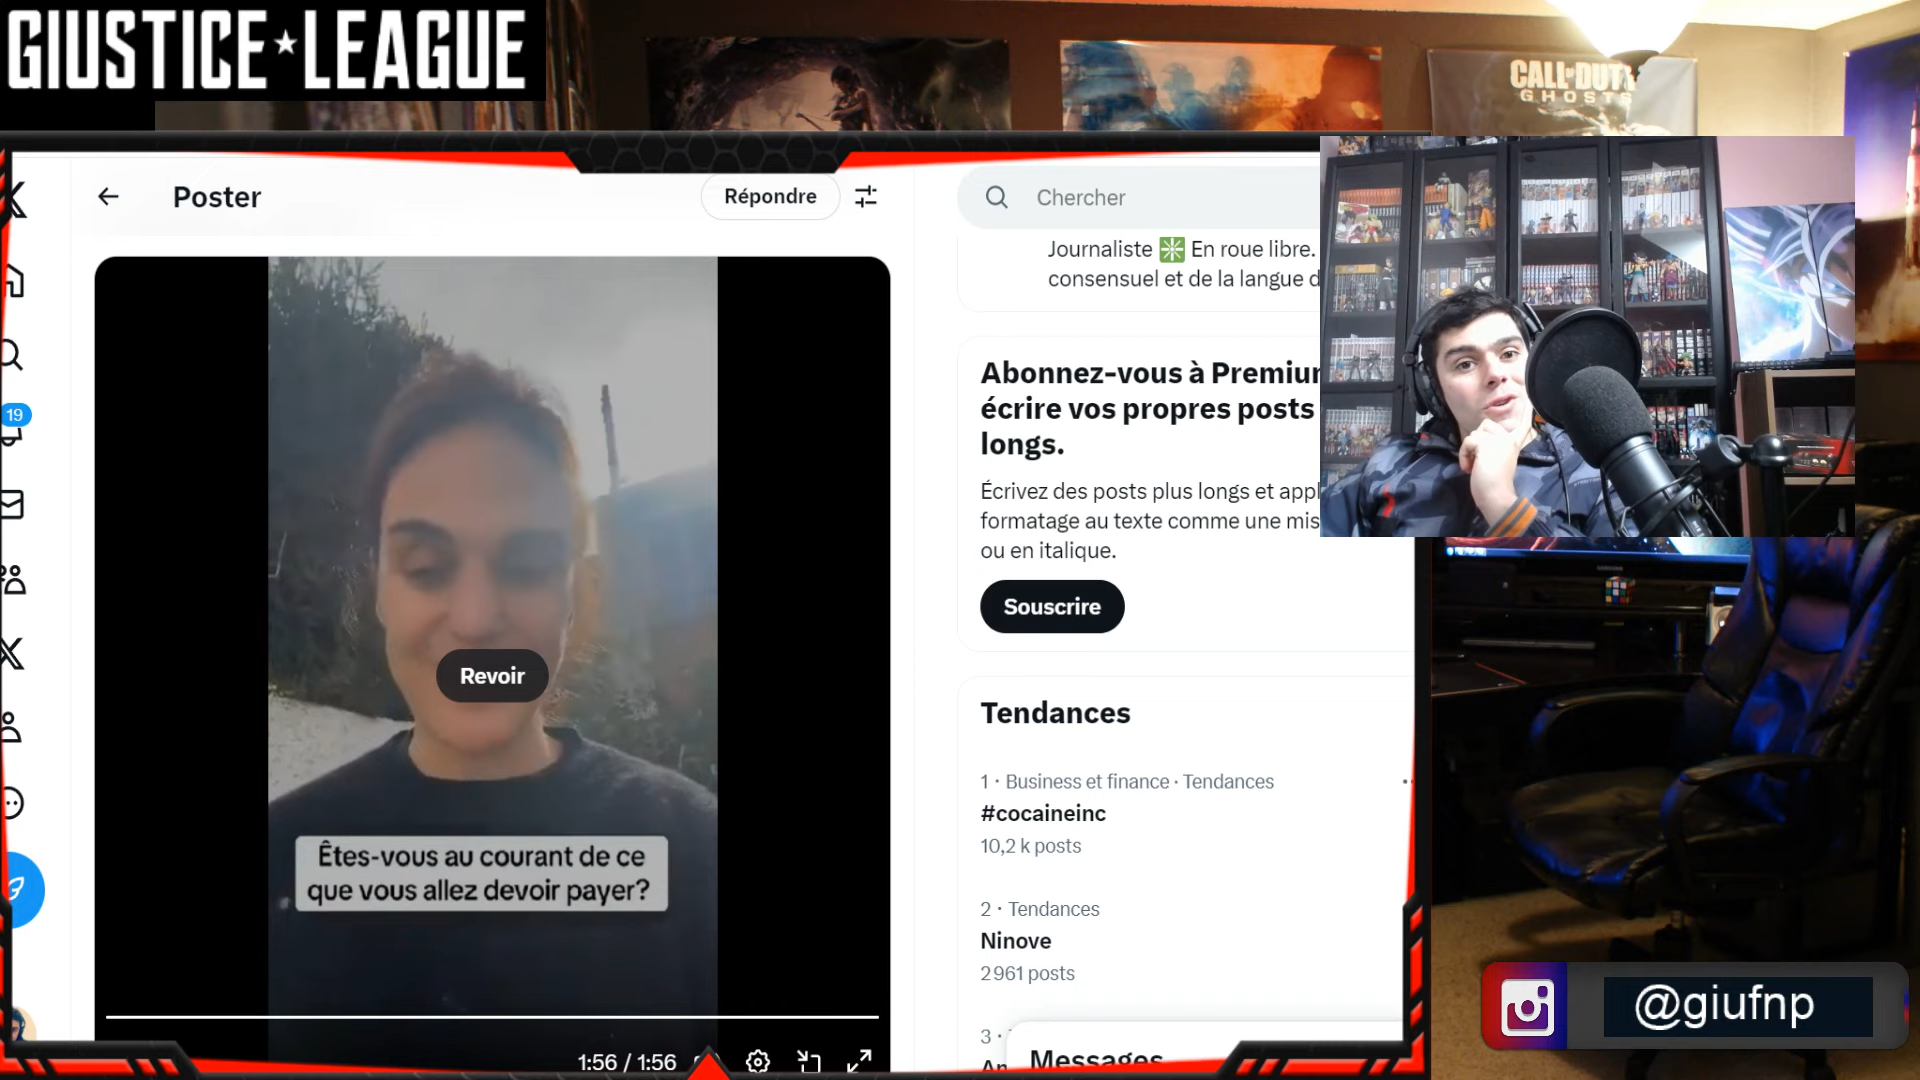 GIUSTICE★LEAGUE
CALL OF DUTY
GHOSTS
Poster
Répondre
Chercher
Journaliste ❇️ En roue libre.
consensuel et de la langue d
Abonnez-vous à Premium
écrire vos propres posts
longs.
Écrivez des posts plus longs et appl
formatage au texte comme une mis
ou en italique.
Souscrire
19
Revoir
Êtes-vous au courant de ce
que vous allez devoir payer?
1:56 / 1:56
Tendances
1 · Business et finance · Tendances
#cocaineinc
10,2 k posts
2 · Tendances
Ninove
2 961 posts
3 ·
Messages
@giufnp